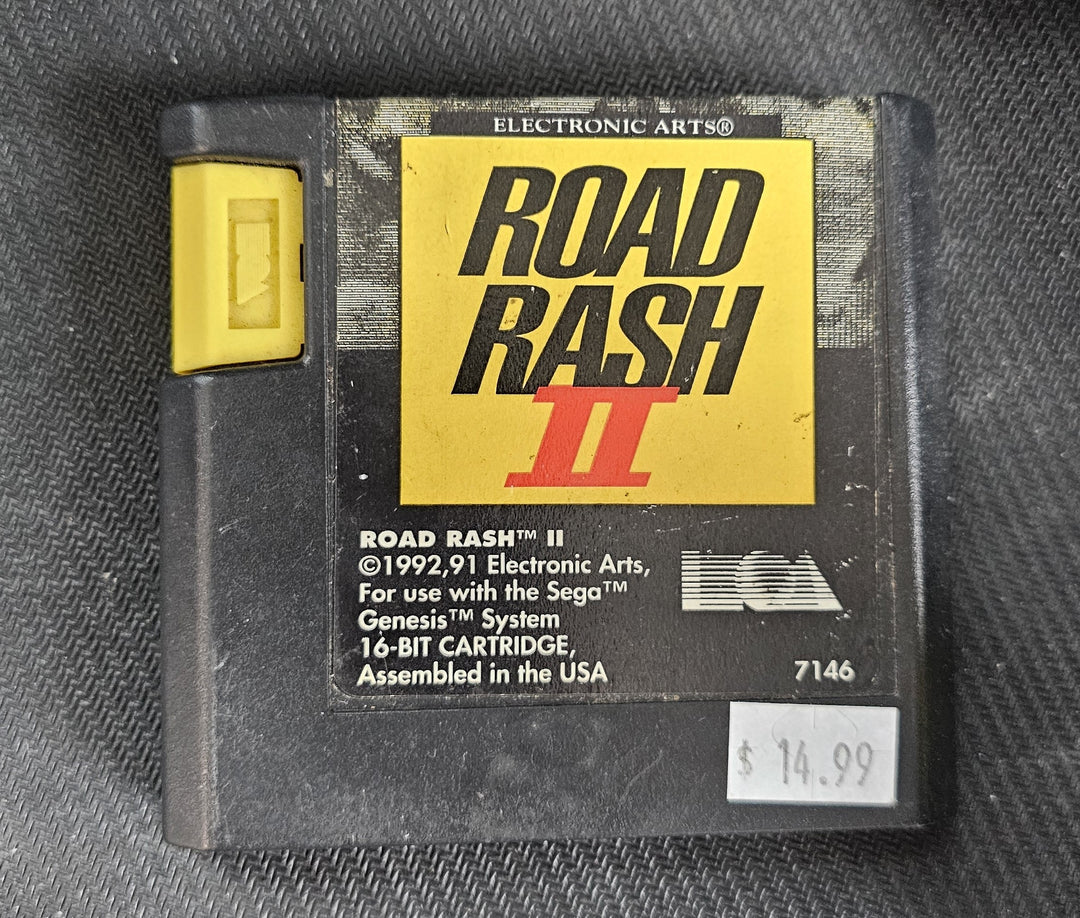 ELECTRONIC ARTS®
ROAD
RASH
II
ROAD RASH™ II
©1992,91 Electronic Arts,
For use with the Sega™
Genesis™ System
16-BIT CARTRIDGE,
Assembled in the USA
EA
7146
$ 14.99